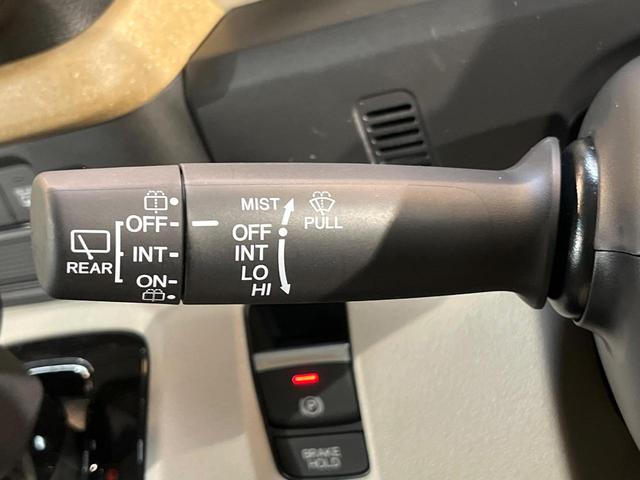 OFF
INT
ON
REAR
MIST
OFF
INT
LO
HI
PULL
P
BRAKE
HOLD